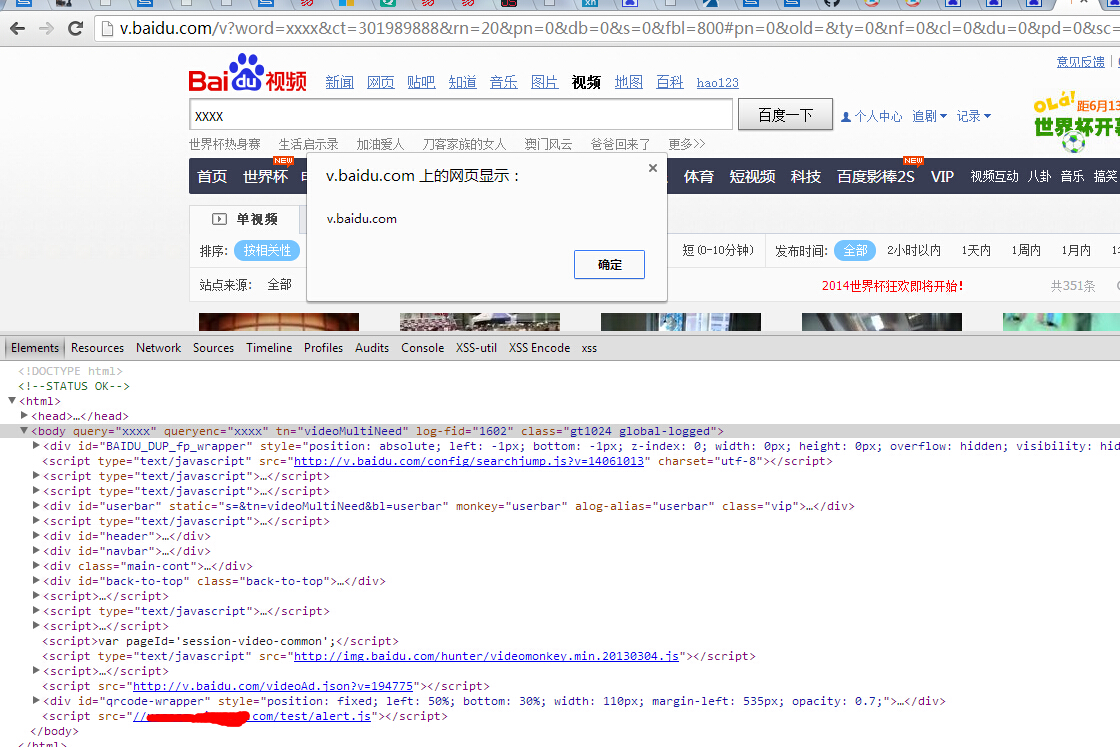 v.baidu.com/v?word=xxxx&ct=301989888&rn=20&pn=0&db=0&s=0&fbl=800#pn=0&old=&ty=0&nf=0&cl=0&du=0&pd=0&sc=
意见反馈
Bai du 视频 新闻 网页 贴吧 知道 音乐 图片 视频 地图 百科 hao123
OLá! 距6月13
世界杯开
xxxx 百度一下 个人中心 追剧 记录
世界杯热身赛 生活启示录 加油爱人 刀客家族的女人 澳门风云 爸爸回来了 更多>>
NEW NEW
首页 世界杯 体育 短视频 科技 百度影棒2S VIP 视频互动 八卦 音乐 搞笑
v.baidu.com 上的网页显示：
v.baidu.com
确定
单视频
排序: 按相关性 短(0-10分钟) 发布时间: 全部 2小时以内 1天内 1周内 1月内
站点来源: 全部 2014世界杯狂欢即将开始! 共351条
Elements Resources Network Sources Timeline Profiles Audits Console XSS-util XSS Encode xss
<!DOCTYPE html>
<!--STATUS OK-->
<html>
<head>…</head>
<body query="xxxx" queryenc="xxxx" tn="videoMultiNeed" log-fid="1602" class="gt1024 global-logged">
<div id="BAIDU_DUP_fp_wrapper" style="position: absolute; left: -1px; bottom: -1px; z-index: 0; width: 0px; height: 0px; overflow: hidden; visibility: hid
<script type="text/javascript" src="http://v.baidu.com/config/searchjump.js?v=14061013" charset="utf-8"></script>
<script type="text/javascript">…</script>
<script type="text/javascript">…</script>
<div id="userbar" static="s=&tn=videoMultiNeed&bl=userbar" monkey="userbar" alog-alias="userbar" class="vip">…</div>
<script type="text/javascript">…</script>
<div id="header">…</div>
<div id="navbar">…</div>
<div class="main-cont">…</div>
<div id="back-to-top" class="back-to-top">…</div>
<script>…</script>
<script type="text/javascript">…</script>
<script>…</script>
<script>var pageId='session-video-common';</script>
<script type="text/javascript" src="http://img.baidu.com/hunter/videomonkey.min.20130304.js"></script>
<script>…</script>
<script src="http://v.baidu.com/videoAd.json?v=194775"></script>
<div id="qrcode-wrapper" style="position: fixed; left: 50%; bottom: 30%; width: 110px; margin-left: 535px; opacity: 0.7;">…</div>
<script src="// .com/test/alert.js"></script>
</body>
</html>